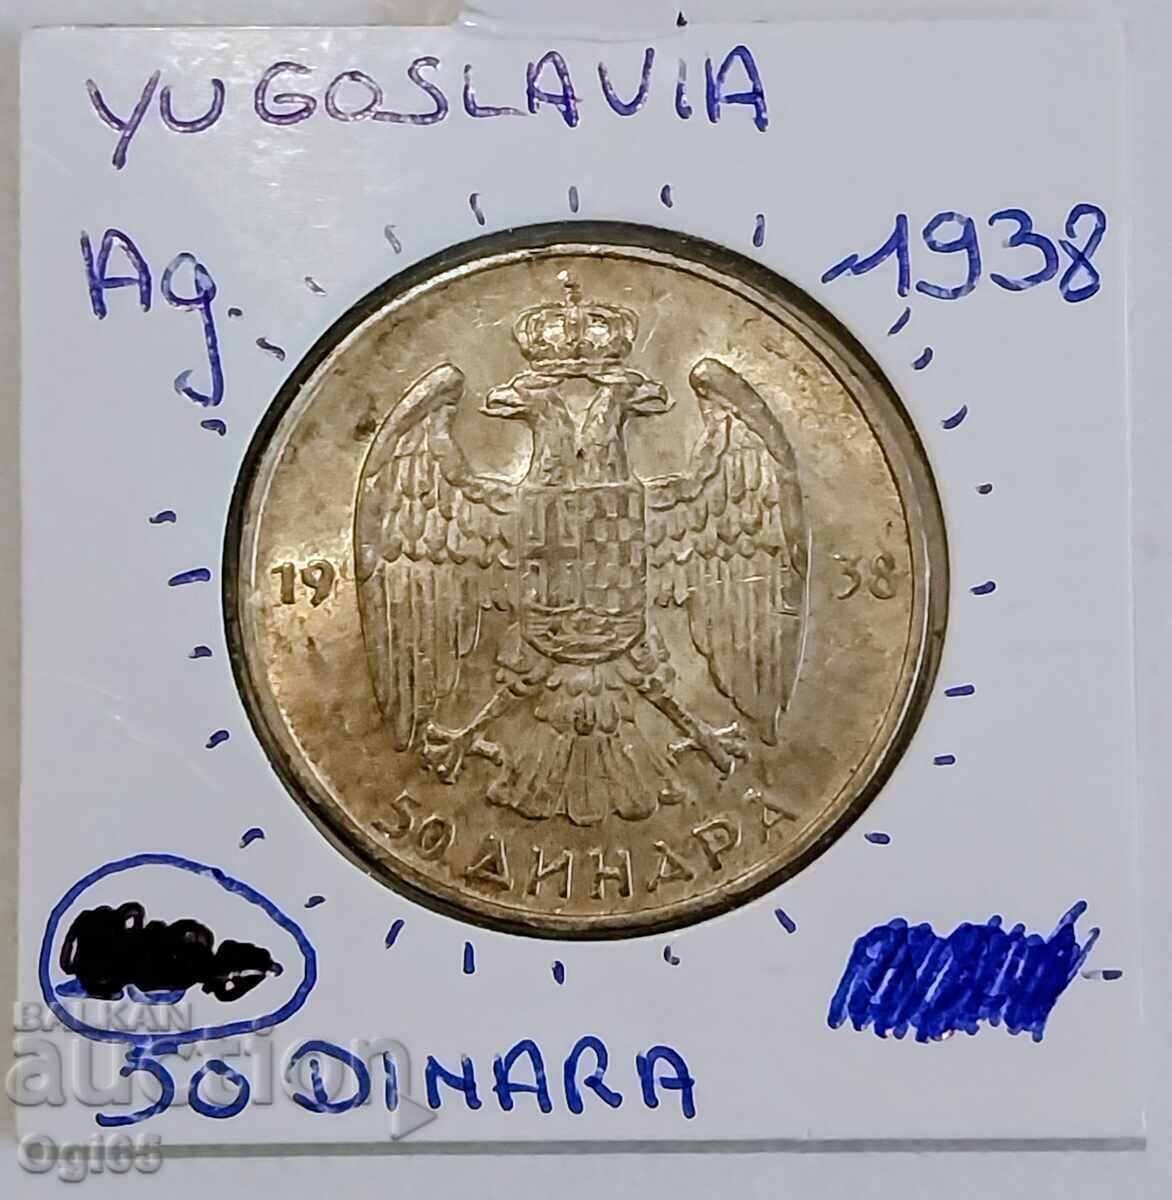 YUGOSLAVIA
Ag. 1938
19 38
50 ДИНАРА
50 DINARA
BALKAN
auction
Ogi65